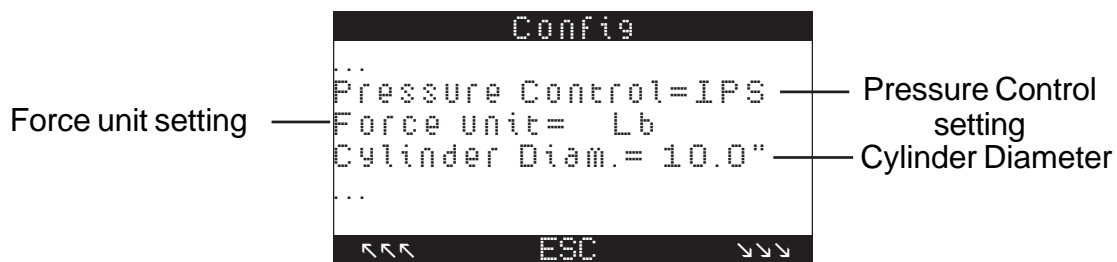 Config
...
Pressure Control=IPS
Force unit= Lb
Cylinder Diam.= 10.0"
...
↖↖↖ ESC ↘↘↘
Force unit setting
Pressure Control
setting
Cylinder Diameter